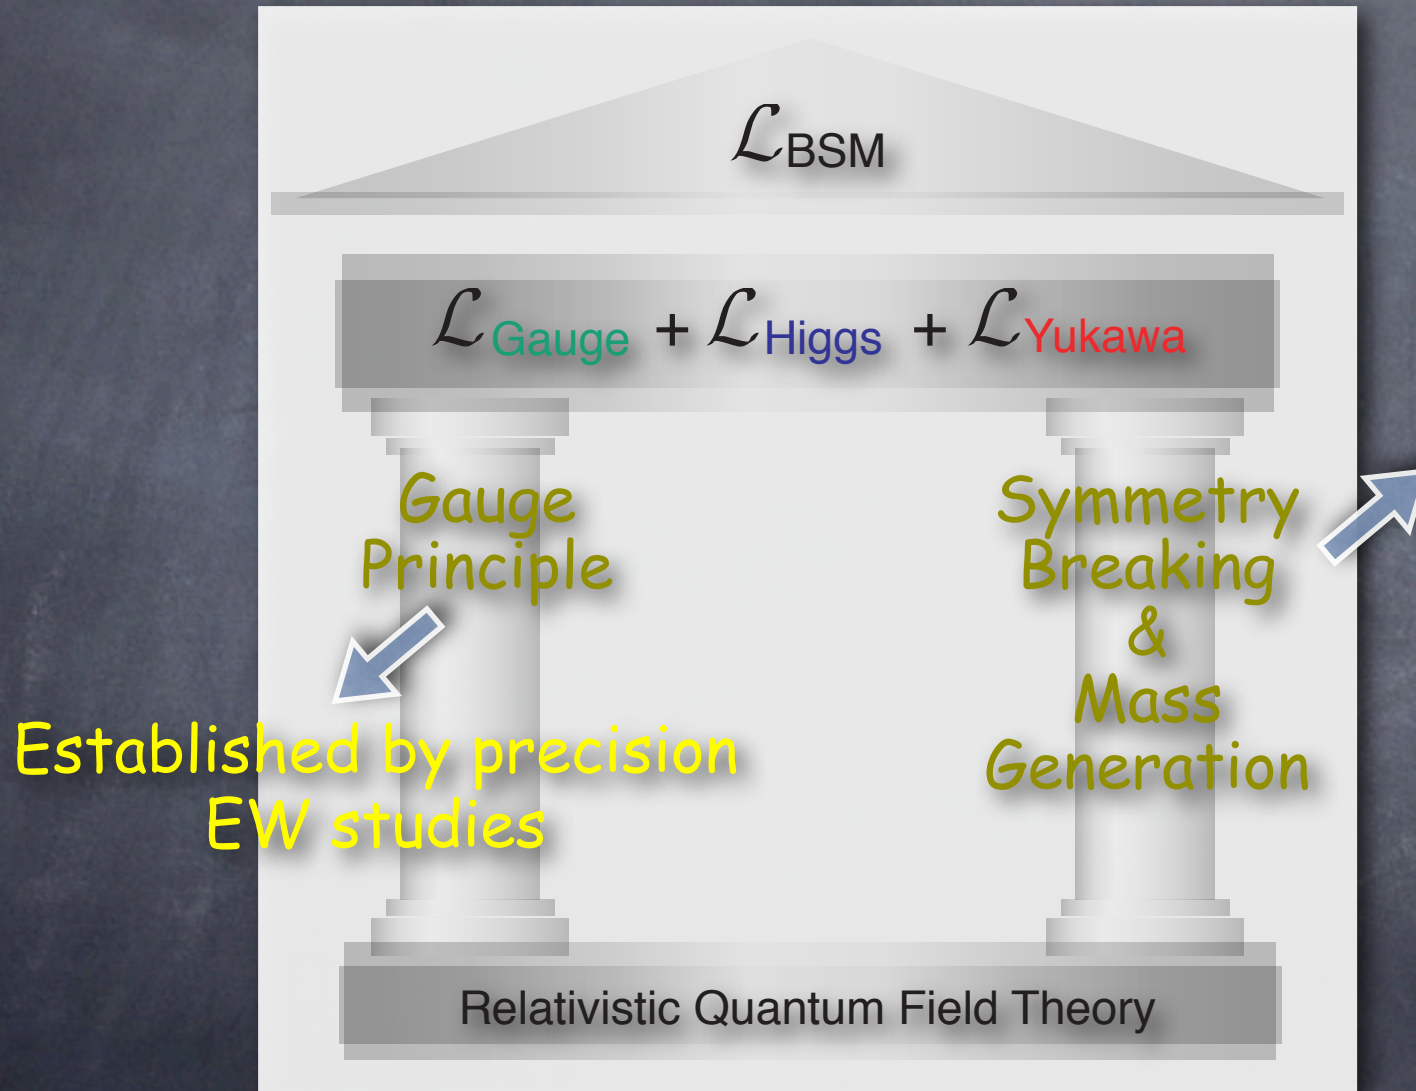 ℒBSM
ℒGauge + ℒHiggs + ℒYukawa
Gauge
Principle
Symmetry
Breaking
&
Mass
Generation
Established by precision
EW studies
Relativistic Quantum Field Theory